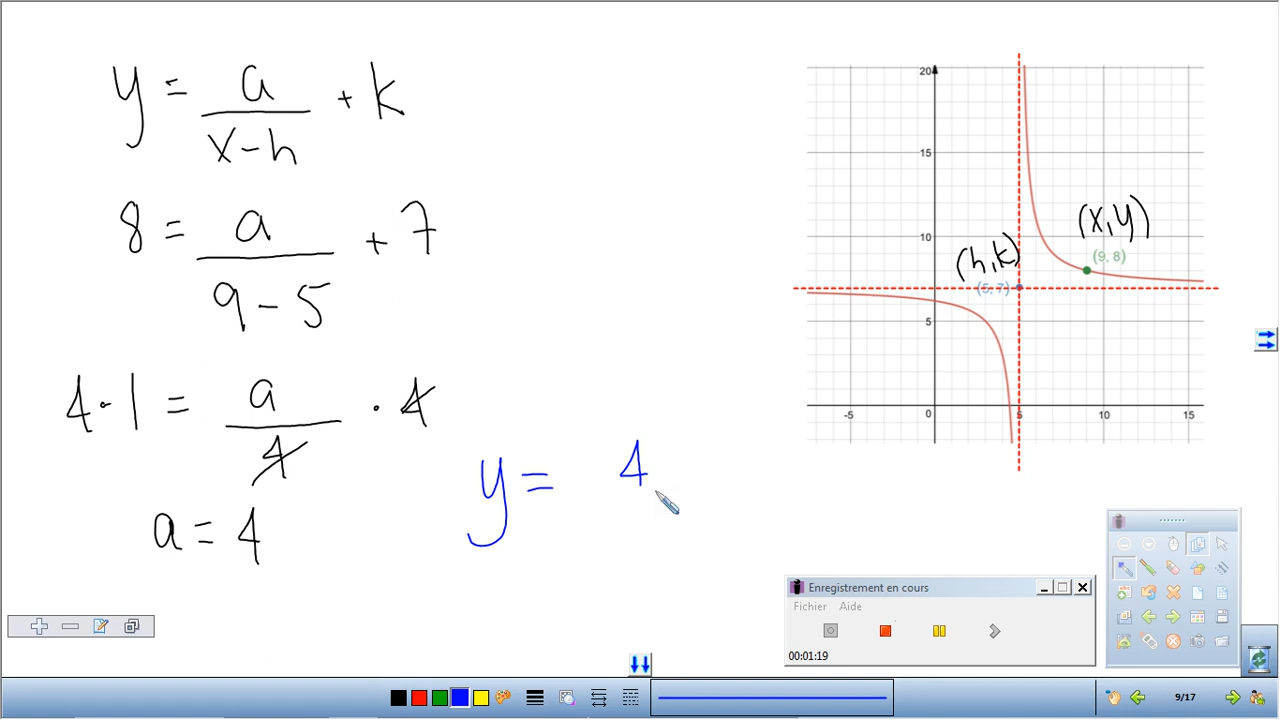 y = a/(x-h) + k
8 = a/(9-5) + 7
4·1 = a/4 · 4
a = 4
y = 4
20
15
10
5
0
-5
5
10
15
(x,y)
(9, 8)
(h,k)
(5, 7)
Enregistrement en cours
Fichier Aide
00:01:19
9/17